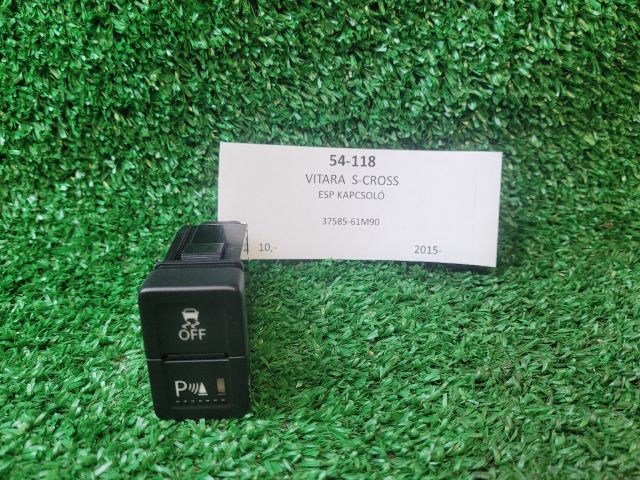 54-118
VITARA S-CROSS
ESP KAPCSOLÓ
37585-61M90
10,- 2015-
OFF
P